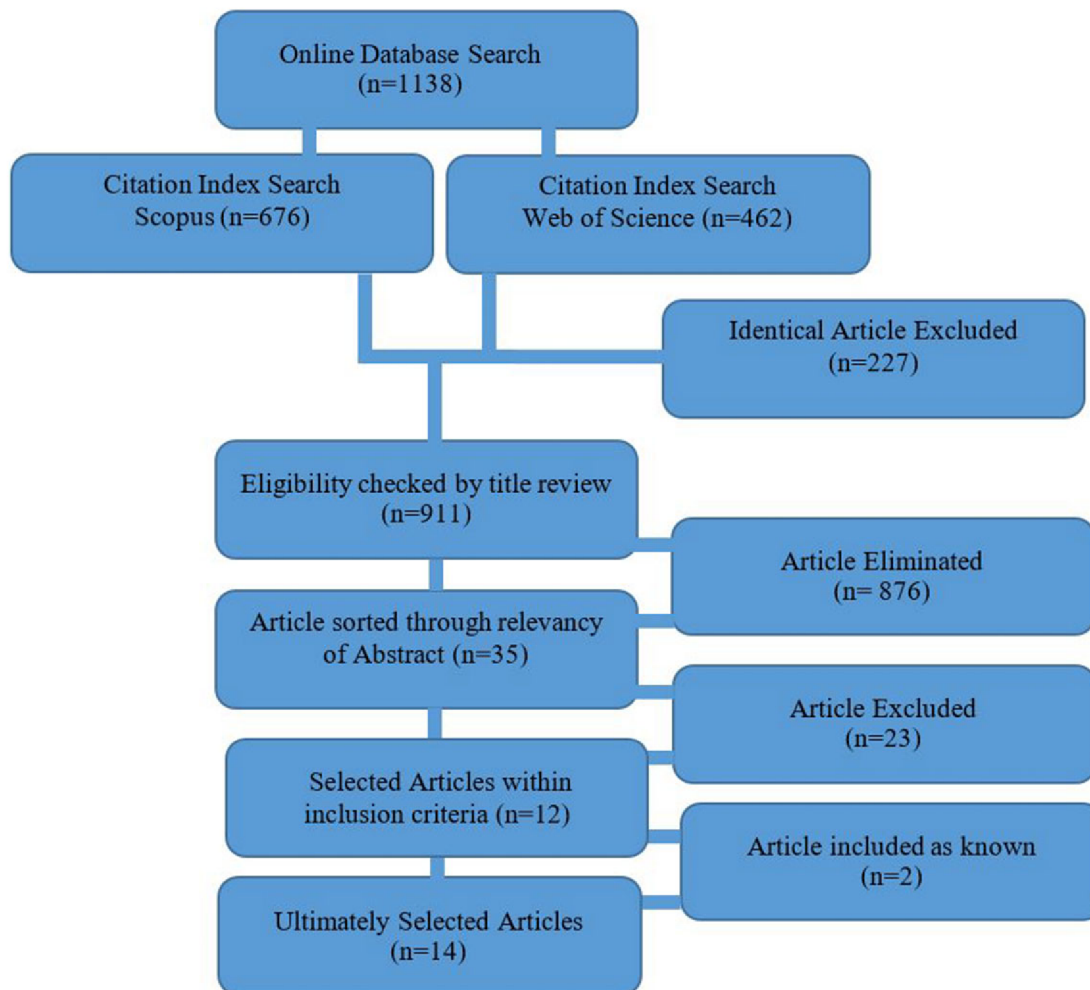 Online Database Search
(n=1138)
Citation Index Search
Scopus (n=676)
Citation Index Search
Web of Science (n=462)
Identical Article Excluded
(n=227)
Eligibility checked by title review
(n=911)
Article Eliminated
(n= 876)
Article sorted through relevancy
of Abstract (n=35)
Article Excluded
(n=23)
Selected Articles within
inclusion criteria (n=12)
Article included as known
(n=2)
Ultimately Selected Articles
(n=14)